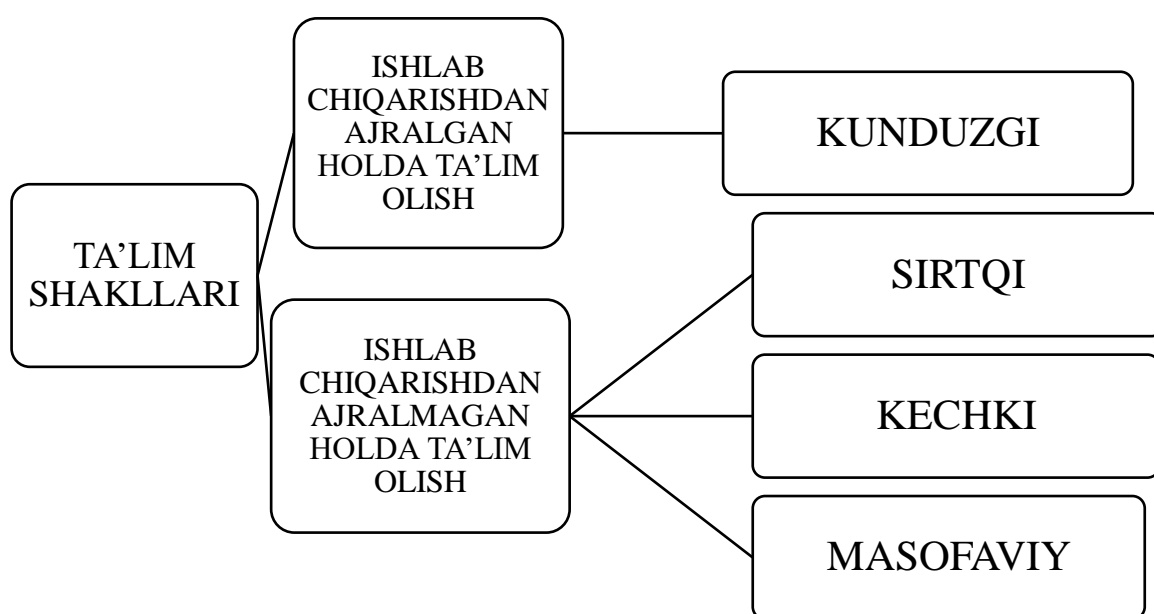 TA’LIM
SHAKLLARI
ISHLAB
CHIQARISHDAN
AJRALGAN
HOLDA TA’LIM
OLISH
KUNDUZGI
ISHLAB
CHIQARISHDAN
AJRALMAGAN
HOLDA TA’LIM
OLISH
SIRTQI
KECHKI
MASOFAVIY